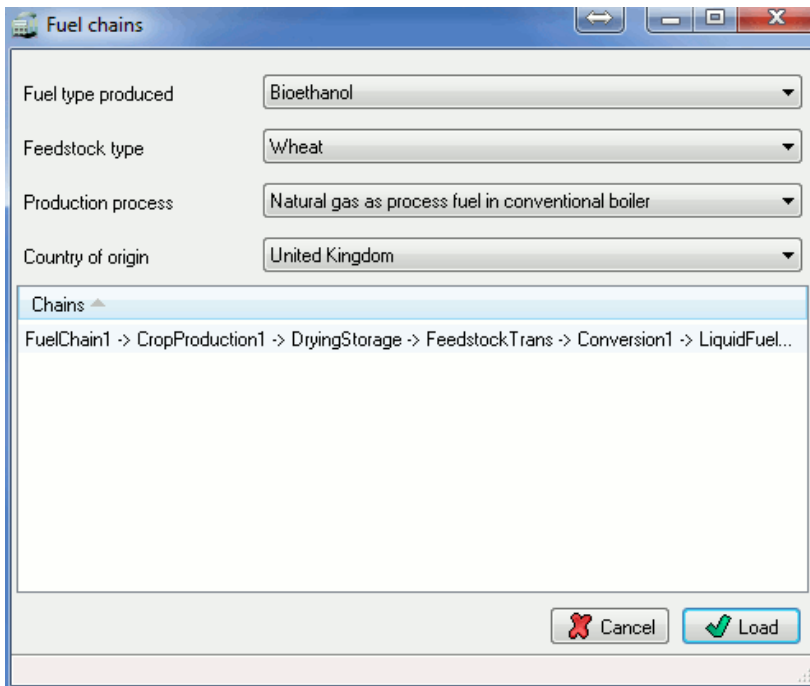 Fuel chains
Fuel type produced Bioethanol
Feedstock type Wheat
Production process Natural gas as process fuel in conventional boiler
Country of origin United Kingdom
Chains
FuelChain1 -> CropProduction1 -> DryingStorage -> FeedstockTrans -> Conversion1 -> LiquidFuel...
Cancel Load